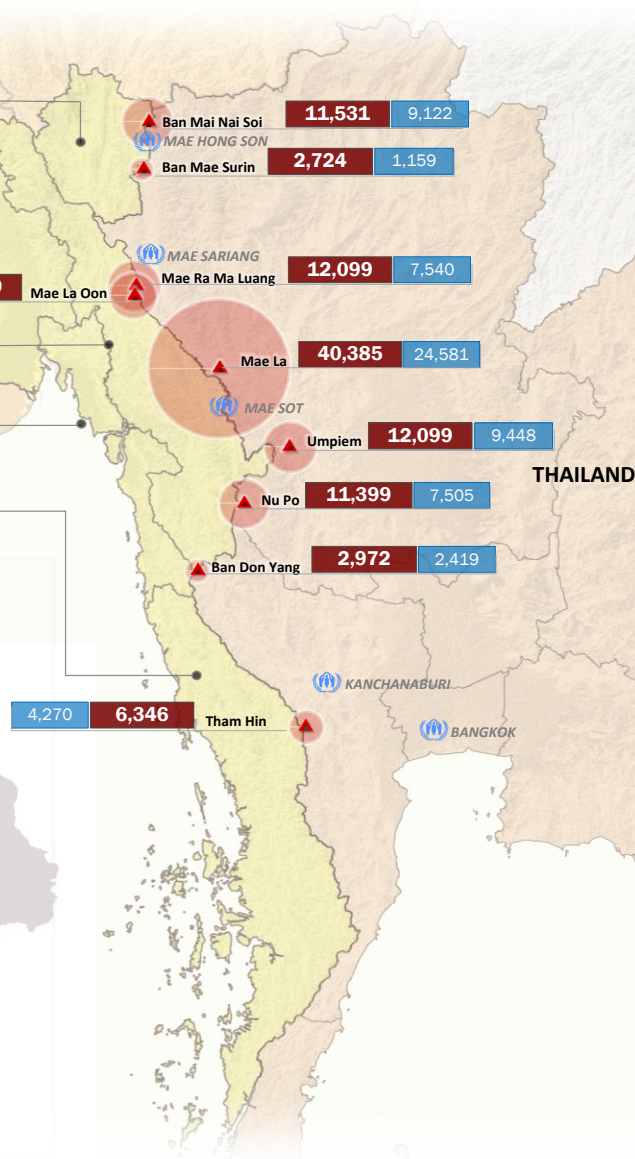 Ban Mai Nai Soi 11,531 9,122
MAE HONG SON
Ban Mae Surin 2,724 1,159
MAE SARIANG
Mae Ra Ma Luang 12,099 7,540
Mae La Oon
Mae La 40,385 24,581
MAE SOT
Umpiem 12,099 9,448
THAILAND
Nu Po 11,399 7,505
Ban Don Yang 2,972 2,419
KANCHANABURI
4,270 6,346 Tham Hin
BANGKOK